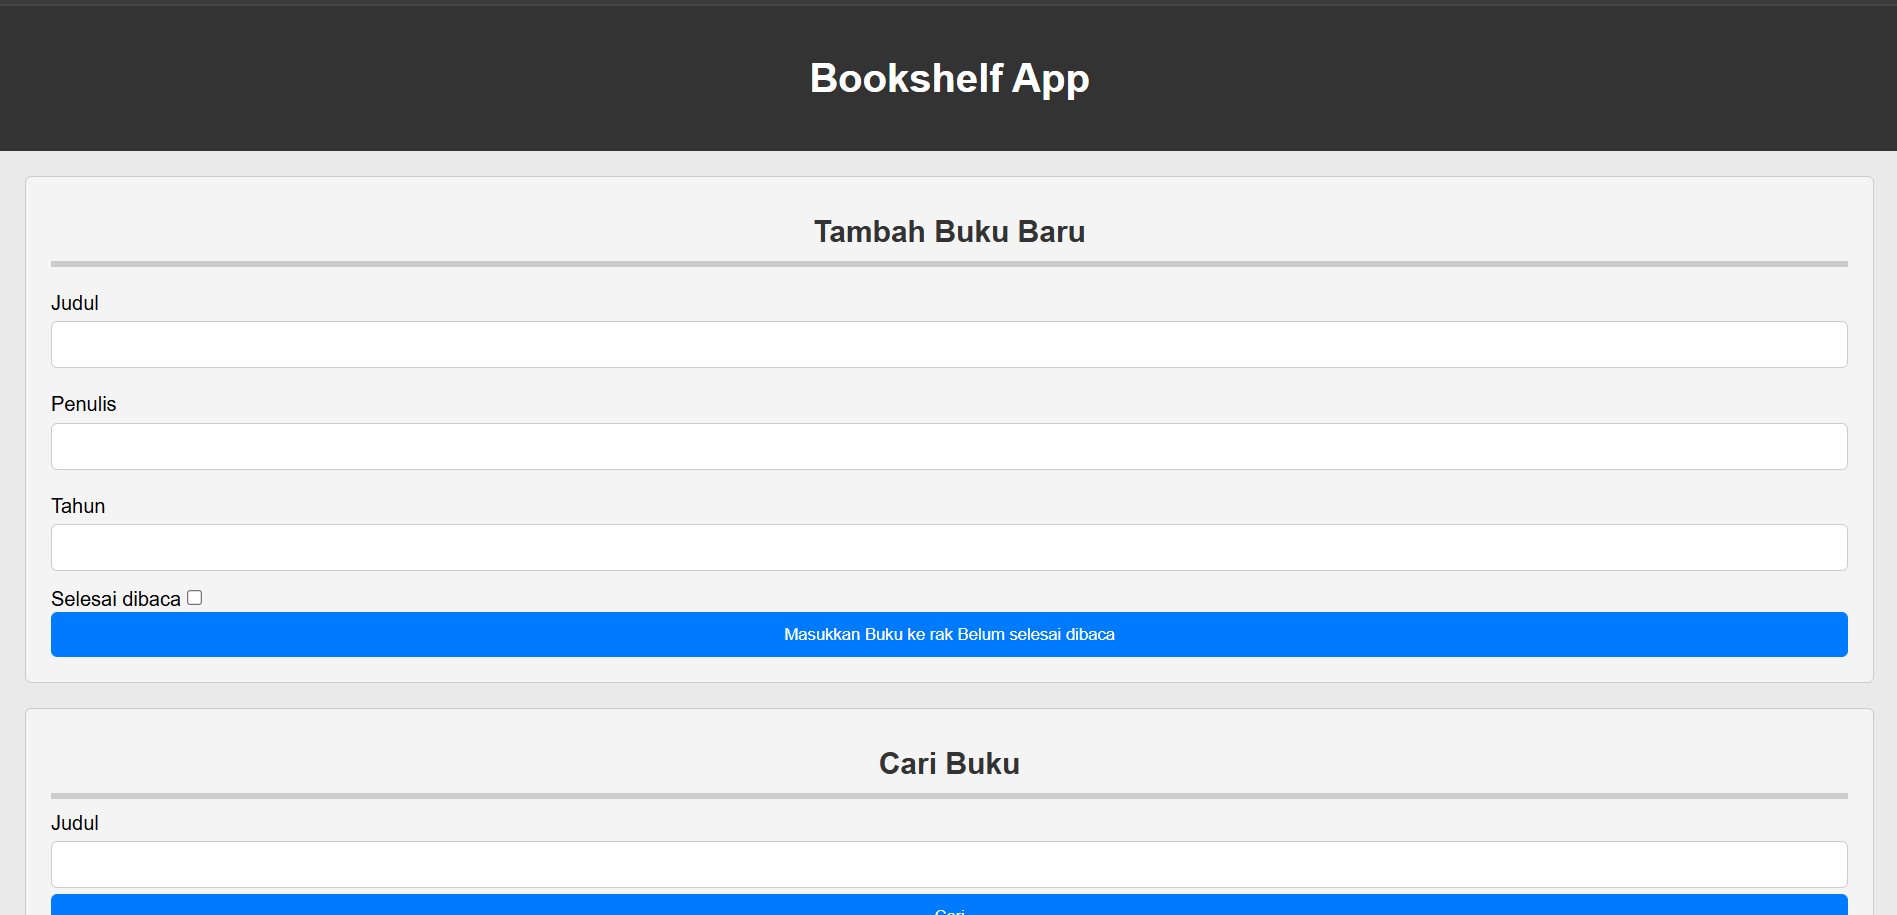 Bookshelf App
Tambah Buku Baru
Judul
Penulis
Tahun
Selesai dibaca
Masukkan Buku ke rak Belum selesai dibaca
Cari Buku
Judul
Cari